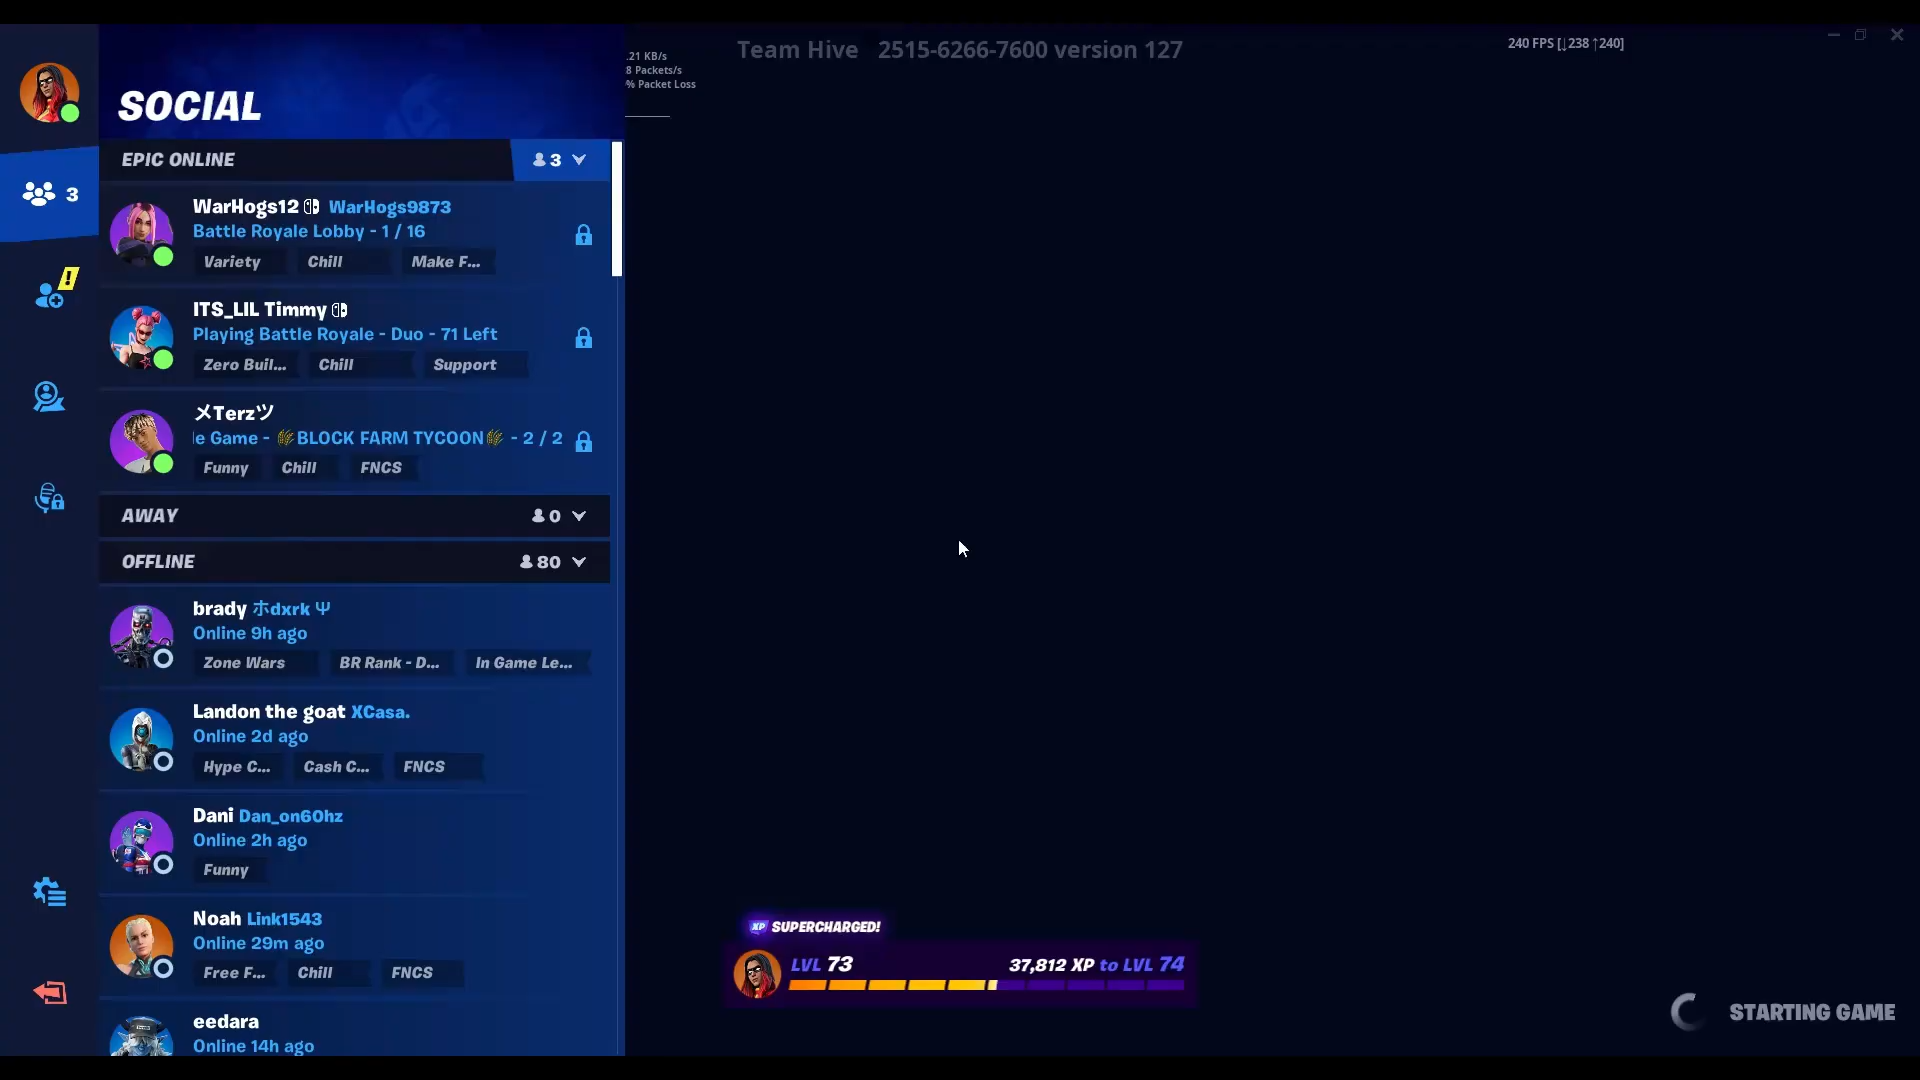 .21 KB/s
8 Packets/s
% Packet Loss
Team Hive 2515-6266-7600 version 127
240 FPS [↓238 ↑240]
SOCIAL
EPIC ONLINE
3
3
WarHogs12 WarHogs9873
Battle Royale Lobby - 1 / 16
Variety Chill Make F...
ITS_LIL Timmy
Playing Battle Royale - Duo - 71 Left
Zero Buil... Chill Support
メTerzツ
le Game - 🌾BLOCK FARM TYCOON🌾 - 2 / 2
Funny Chill FNCS
AWAY 0
OFFLINE 80
brady ホdxrk Ψ
Online 9h ago
Zone Wars BR Rank - D... In Game Le...
Landon the goat XCasa.
Online 2d ago
Hype C... Cash C... FNCS
Dani Dan_on60hz
Online 2h ago
Funny
Noah Link1543
Online 29m ago
Free F... Chill FNCS
eedara
Online 14h ago
XP SUPERCHARGED!
LVL 73 37,812 XP to LVL 74
STARTING GAME